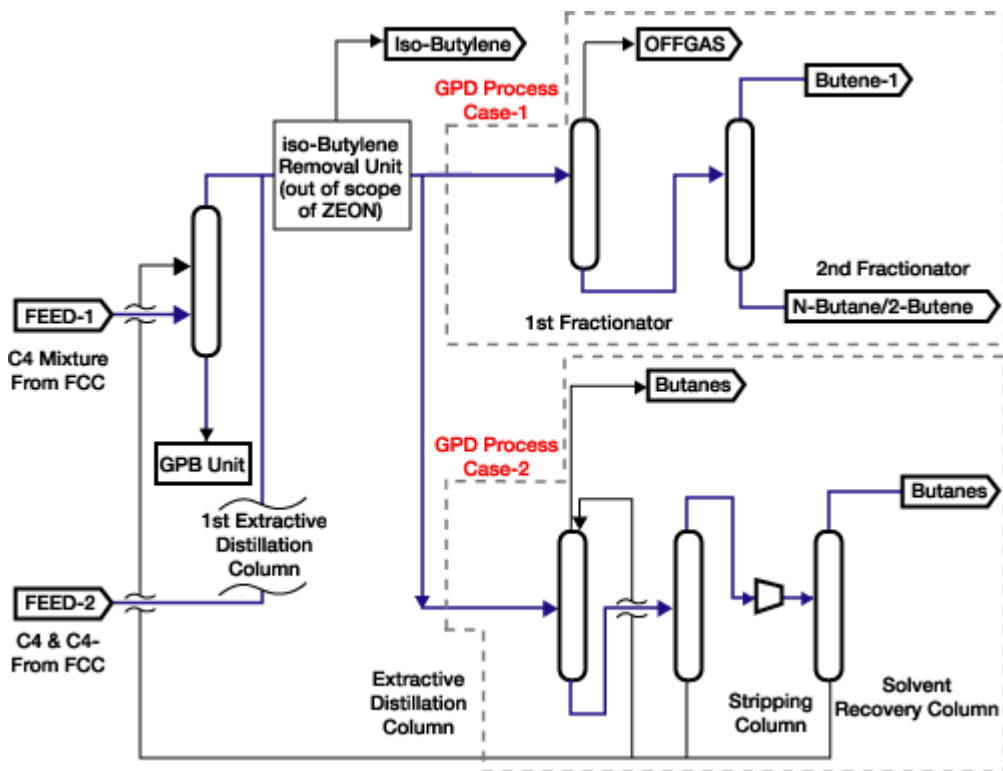 Iso-Butylene
OFFGAS
GPD Process
Case-1
Butene-1
iso-Butylene
Removal Unit
(out of scope
of ZEON)
2nd Fractionator
N-Butane/2-Butene
FEED-1
1st Fractionator
C4 Mixture
From FCC
Butanes
GPD Process
Case-2
GPB Unit
Butanes
1st Extractive
Distillation
Column
FEED-2
C4 & C4-
From FCC
Extractive
Distillation
Column
Stripping
Column
Solvent
Recovery Column